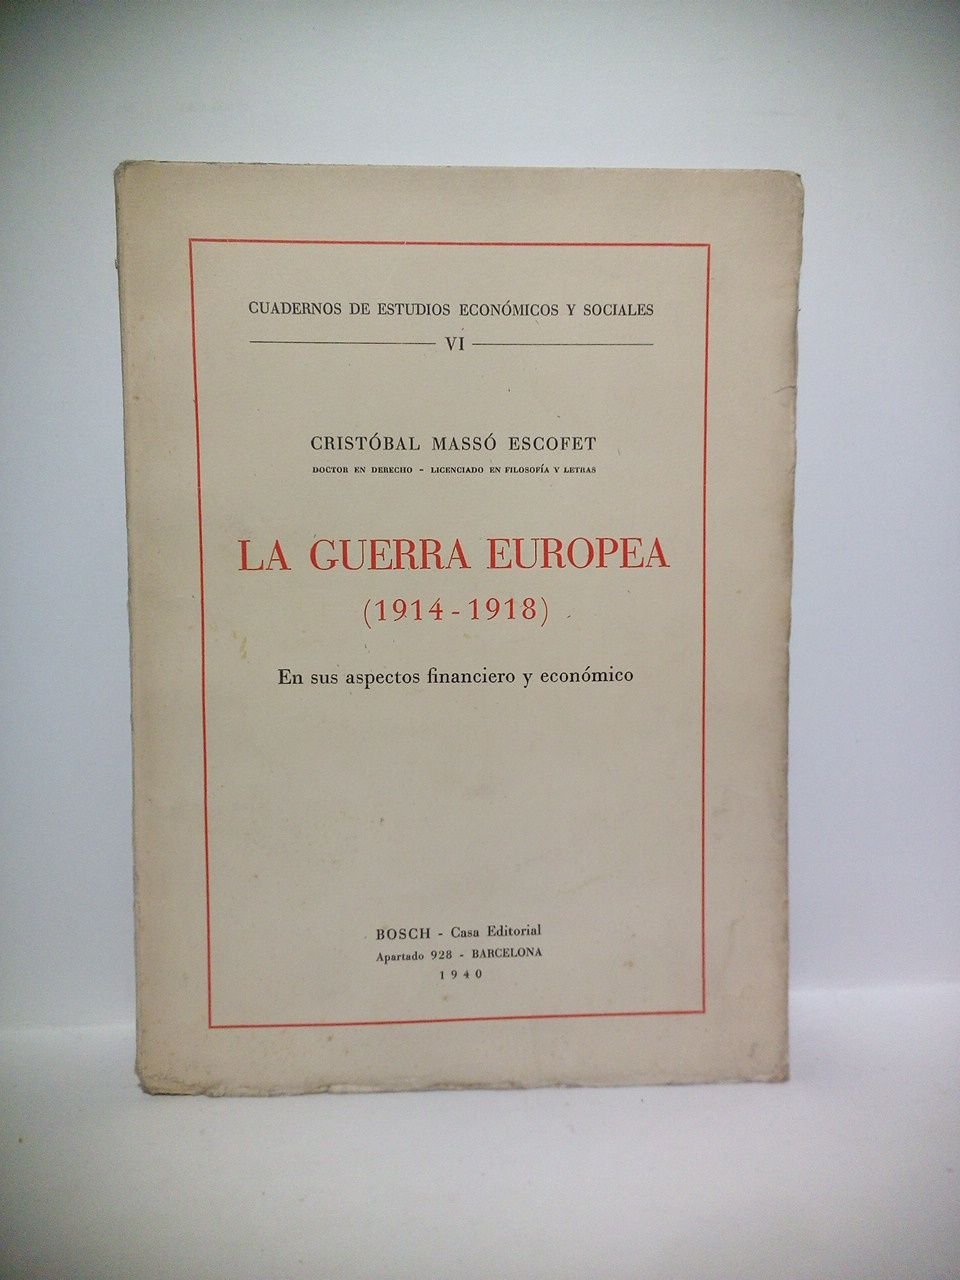 CUADERNOS DE ESTUDIOS ECONÓMICOS Y SOCIALES
VI
CRISTÓBAL MASSÓ ESCOFET
DOCTOR EN DERECHO - LICENCIADO EN FILOSOFÍA Y LETRAS
LA GUERRA EUROPEA
(1914-1918)
En sus aspectos financiero y económico
BOSCH - Casa Editorial
Apartado 928 - BARCELONA
1940